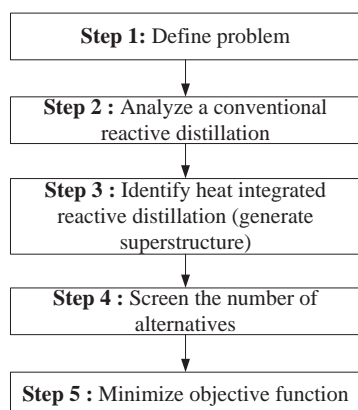 Step 1: Define problem
Step 2 : Analyze a conventional
reactive distillation
Step 3 : Identify heat integrated
reactive distillation (generate
superstructure)
Step 4 : Screen the number of
alternatives
Step 5 : Minimize objective function